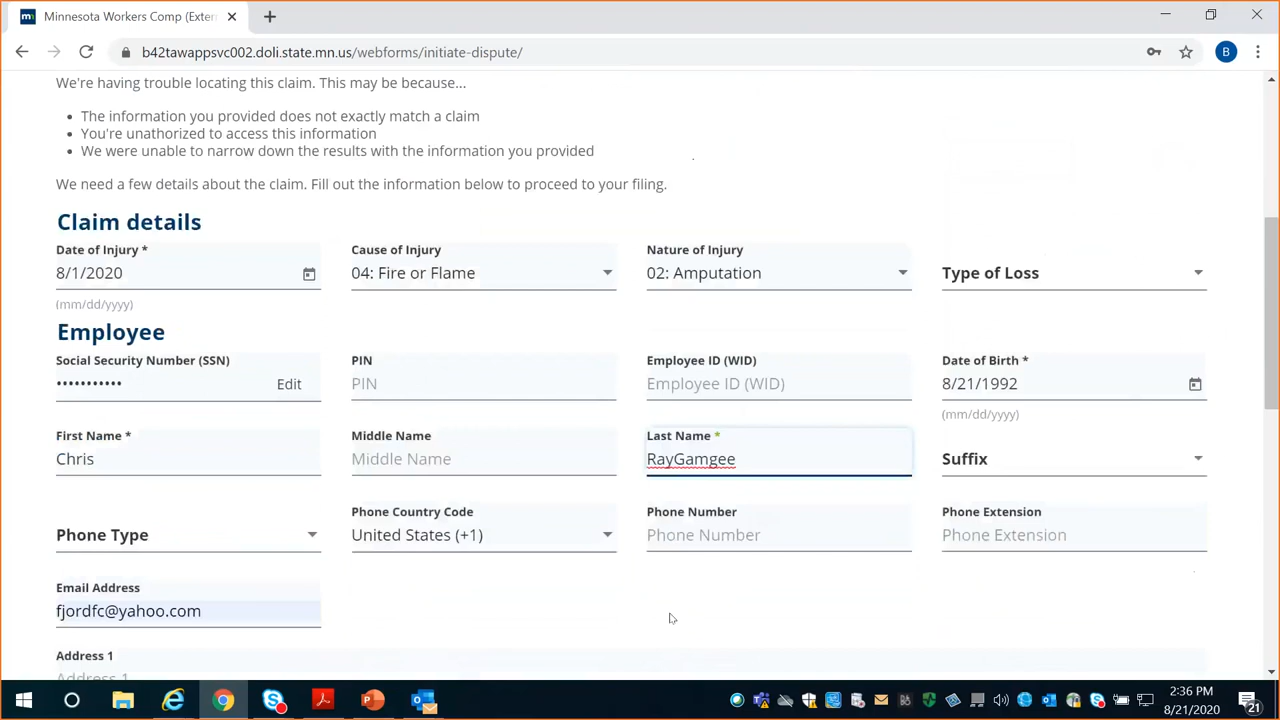 Minnesota Workers Comp (Exter
b42tawappsvc002.doli.state.mn.us/webforms/initiate-dispute/
B
We're having trouble locating this claim. This may be because...
The information you provided does not exactly match a claim
You're unathorized to access this information
We were unable to narrow down the results with the information you provided
We need a few details about the claim. Fill out the information below to proceed to your filing.
Claim details
Date of Injury * Cause of Injury Nature of Injury
8/1/2020 04: Fire or Flame 02: Amputation Type of Loss
(mm/dd/yyyy)
Employee
Social Security Number (SSN) PIN Employee ID (WID) Date of Birth *
••••••••••• Edit PIN Employee ID (WID) 8/21/1992
(mm/dd/yyyy)
First Name * Middle Name Last Name *
Chris Middle Name RayGamgee Suffix
Phone Country Code Phone Number Phone Extension
Phone Type United States (+1) Phone Number Phone Extension
Email Address
fjordfc@yahoo.com
Address 1
Address 1
2:36 PM
8/21/2020
21